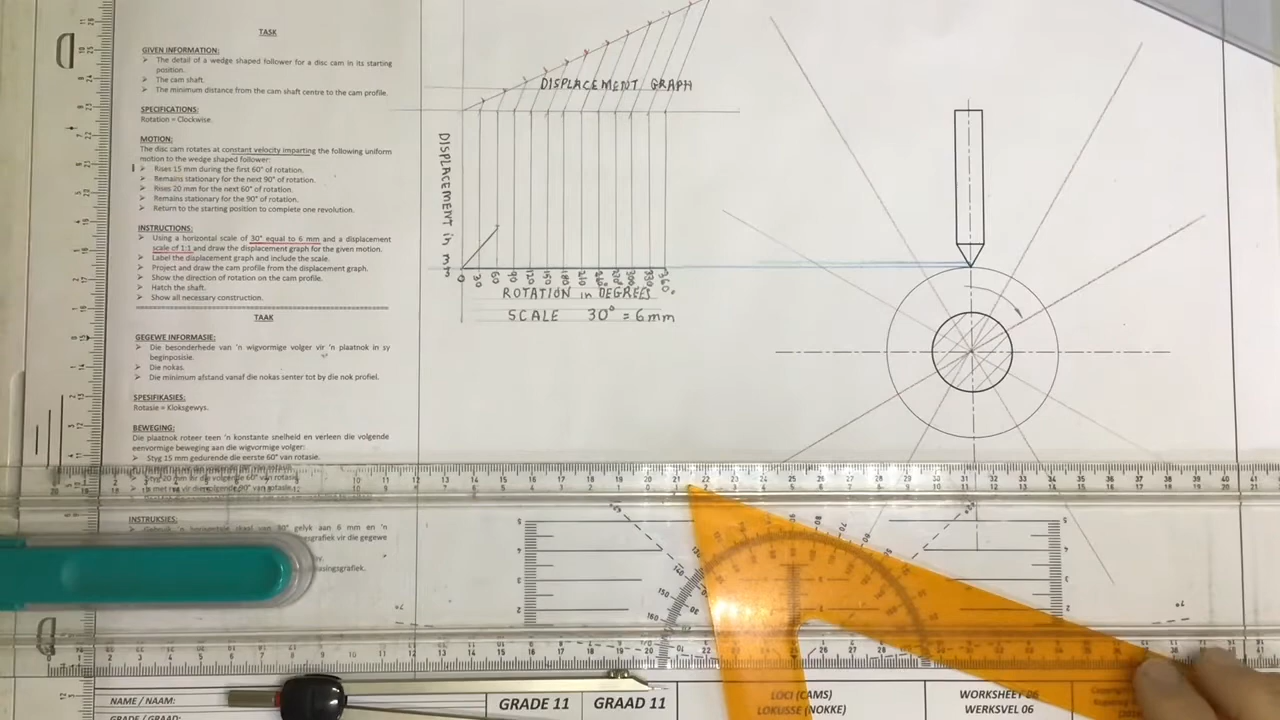 TASK
GIVEN INFORMATION:
➢ The detail of a wedge shaped follower for a disc cam in its starting
position.
➢ The cam shaft.
➢ The minimum distance from the cam shaft centre to the cam profile.
SPECIFICATIONS:
Rotation = Clockwise.
MOTION:
The disc cam rotates at constant velocity imparting the following uniform
motion to the wedge shaped follower:
➢ Rises 15 mm during the first 60° of rotation.
➢ Remains stationary for the next 90° of rotation.
➢ Rises 20 mm for the next 60° of rotation.
➢ Remains stationary for the 90° of rotation.
➢ Return to the starting position to complete one revolution.
INSTRUCTIONS:
➢ Using a horizontal scale of 30° equal to 6 mm and a displacement
scale of 1:1 and draw the displacement graph for the given motion.
➢ Label the displacement graph and include the scale.
➢ Project and draw the cam profile from the displacement graph.
➢ Show the direction of rotation on the cam profile.
➢ Hatch the shaft.
➢ Show all necessary construction.
TAAK
GEGEWE INFORMASIE:
➢ Die besonderhede van 'n wigvormige volger vir 'n plaatnok in sy
beginposisie.
➢ Die nokas.
➢ Die minimum afstand vanaf die nokas senter tot by die nok profiel.
SPESIFIKASIES:
Rotasie = Kloksgewys.
BEWEGING:
Die plaatnok roteer teen 'n konstante snelheid en verleen die volgende
eenvormige beweging aan die wigvormige volger:
➢ Styg 15 mm gedurende die eerste 60° van rotasie.
INSTRUKSIES:
gelyk aan 6 mm en 'n
DISPLACEMENT GRAPH
DISPLACEMENT in mm
0 30 60 90 120 150 180 210 240 270 300 330 360°
ROTATION in DEGREES
SCALE 30° = 6mm
NAME / NAAM:
GRADE / GRAAD:
GRADE 11 GRAAD 11
LOCI (CAMS)
LOKUSSE (NOKKE)
WORKSHEET 06
WERKSVEL 06